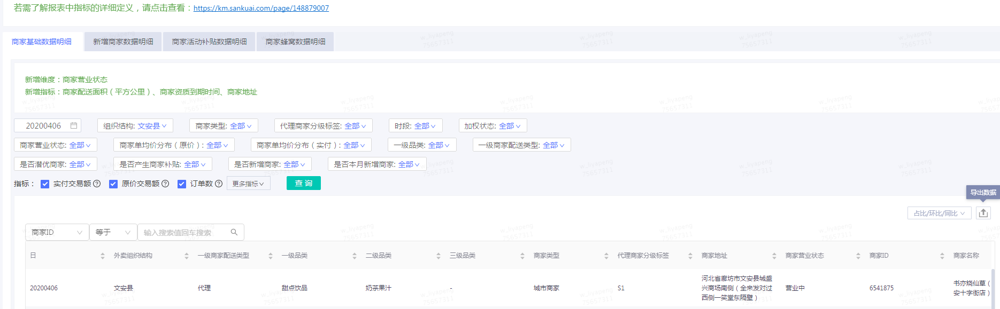 若需了解报表中指标的详细定义，请点击查看：https://km.sankuai.com/page/148879007
商家基础数据明细 新增商家数据明细 商家活动补贴数据明细 商家蜂窝数据明细
新增维度：商家营业状态
新增指标：商家配送面积（平方公里）、商家资质到期时间、商家地址
20200406 组织结构: 文安县 商家类型: 全部 代理商家分级标签: 全部 时段: 全部 加权状态: 全部
商家营业状态: 全部 商家单均价分布（原价）: 全部 商家单均价分布（实付）: 全部 一级品类: 全部 一级商家配送类型: 全部
是否潜优商家: 全部 是否产生商家补贴: 全部 是否新增商家: 全部 是否本月新增商家: 全部
指标： 实付交易额 原价交易额 订单数 更多指标 查 询
导出数据
占比/环比/同比
商家ID 等于 输入搜索值回车搜索
日 外卖组织结构 一级商家配送类型 一级品类 二级品类 三级品类 商家类型 代理商家分级标签 商家地址 商家营业状态 商家ID 商家名称
20200406 文安县 代理 甜点饮品 奶茶果汁 - 城市商家 S1 河北省廊坊市文安县城盛 营业中 6541875 书亦烧仙草（
兴商场南侧（全来发对过 安十字街店）
西侧一笑堂东隔壁）
w_liyapeng
75657311